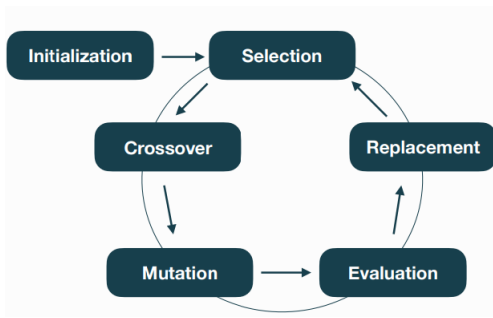 Initialization
Selection
Crossover
Replacement
Mutation
Evaluation